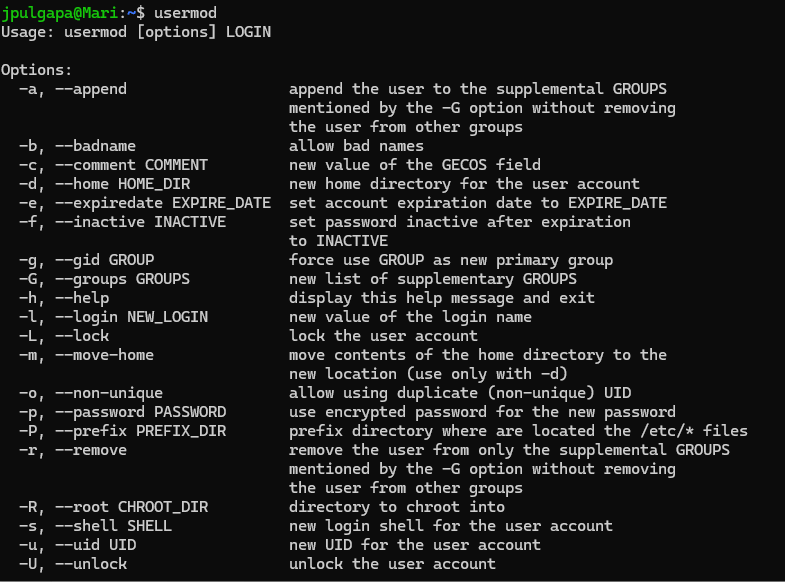 jpulgapa@Mari:~$ usermod
Usage: usermod [options] LOGIN

Options:
  -a, --append                  append the user to the supplemental GROUPS
                                mentioned by the -G option without removing
                                the user from other groups
  -b, --badname                 allow bad names
  -c, --comment COMMENT         new value of the GECOS field
  -d, --home HOME_DIR           new home directory for the user account
  -e, --expiredate EXPIRE_DATE  set account expiration date to EXPIRE_DATE
  -f, --inactive INACTIVE       set password inactive after expiration
                                to INACTIVE
  -g, --gid GROUP               force use GROUP as new primary group
  -G, --groups GROUPS           new list of supplementary GROUPS
  -h, --help                    display this help message and exit
  -l, --login NEW_LOGIN         new value of the login name
  -L, --lock                    lock the user account
  -m, --move-home               move contents of the home directory to the
                                new location (use only with -d)
  -o, --non-unique              allow using duplicate (non-unique) UID
  -p, --password PASSWORD       use encrypted password for the new password
  -P, --prefix PREFIX_DIR       prefix directory where are located the /etc/* files
  -r, --remove                  remove the user from only the supplemental GROUPS
                                mentioned by the -G option without removing
                                the user from other groups
  -R, --root CHROOT_DIR         directory to chroot into
  -s, --shell SHELL             new login shell for the user account
  -u, --uid UID                 new UID for the user account
  -U, --unlock                  unlock the user account